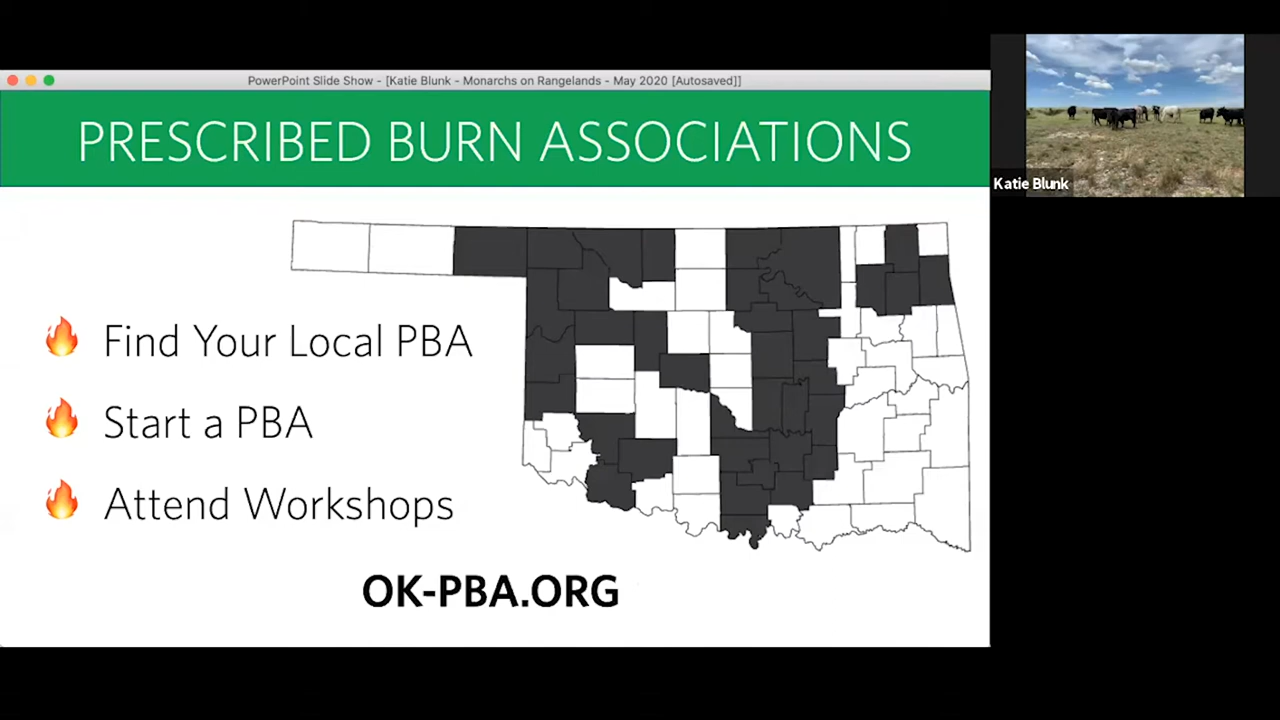 PowerPoint Slide Show - [Katie Blunk - Monarchs on Rangelands - May 2020 [Autosaved]]
PRESCRIBED BURN ASSOCIATIONS
Katie Blunk
Find Your Local PBA
Start a PBA
Attend Workshops
OK-PBA.ORG